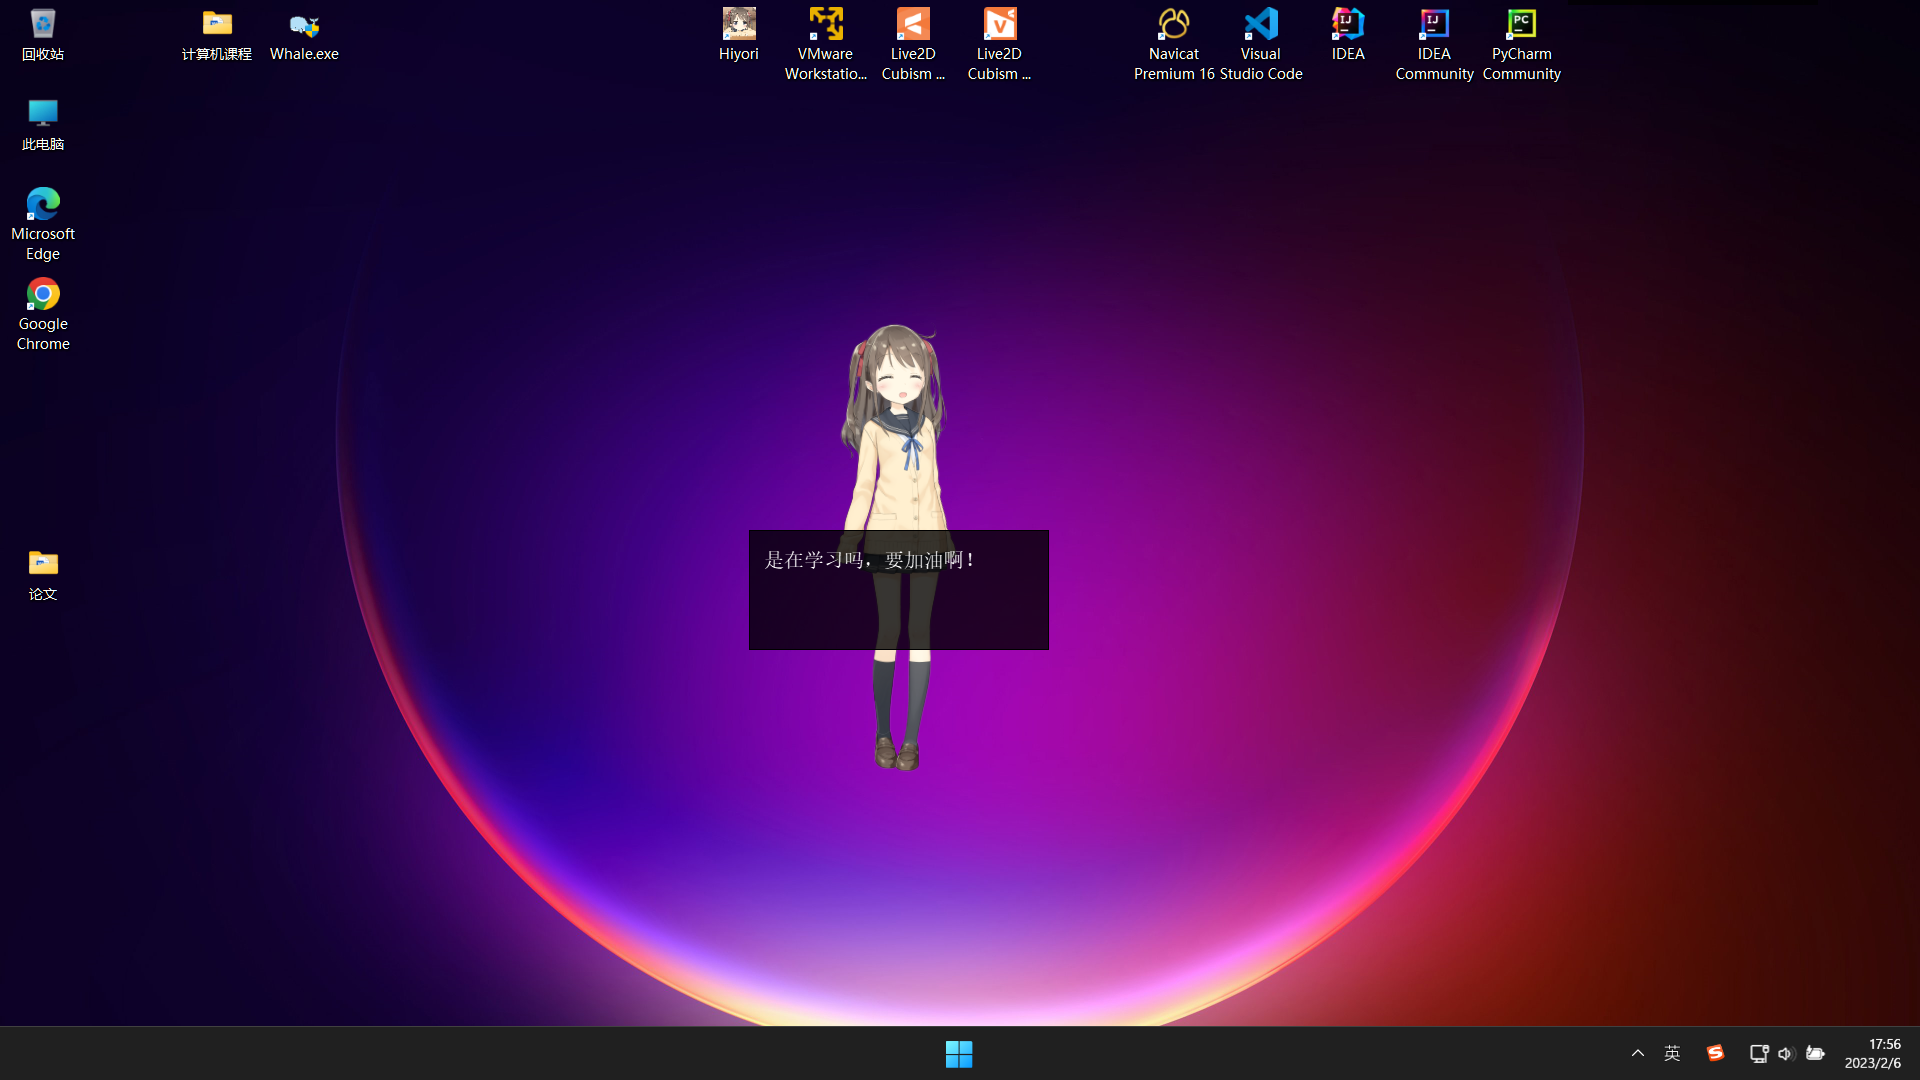 回收站
计算机课程
Whale.exe
Hiyori
VMware
Workstatio...
Live2D
Cubism ...
Live2D
Cubism ...
Navicat
Premium 16
Visual
Studio Code
IDEA
IDEA
Community
PyCharm
Community
此电脑
Microsoft
Edge
Google
Chrome
是在学习吗，要加油啊！
论文
英
17:56
2023/2/6